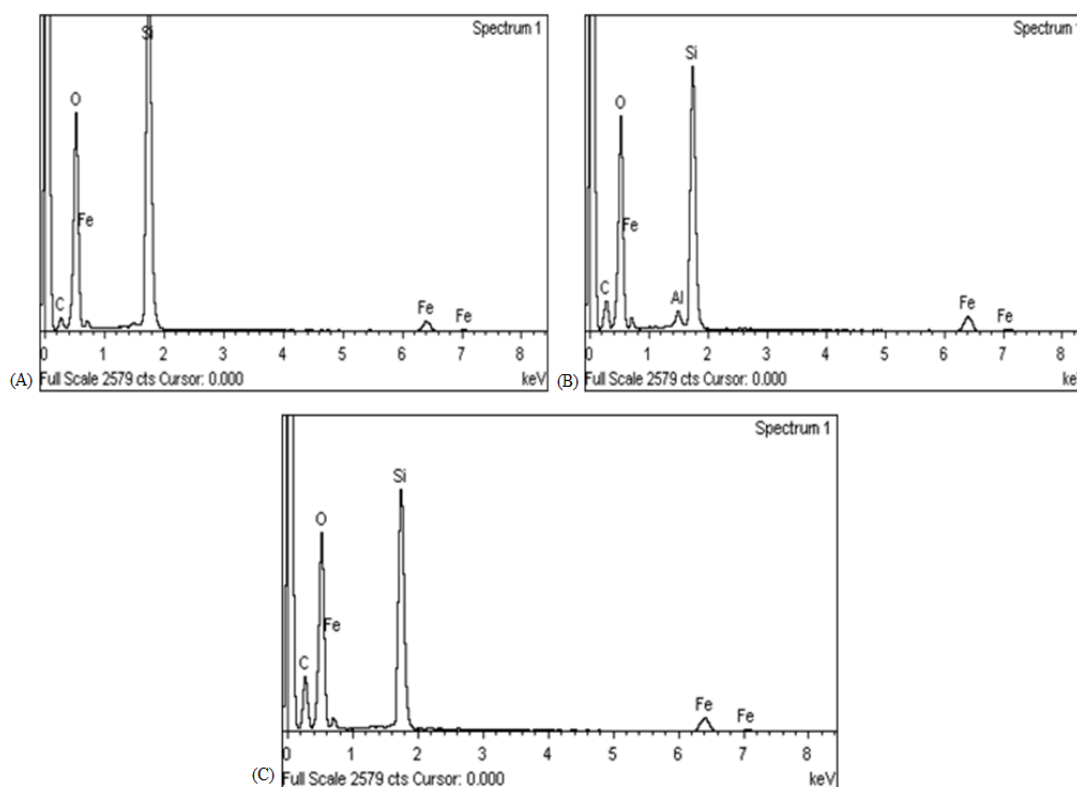 Spectrum 1
Si
O
Fe
C
Fe
Fe
0 1 2 3 4 5 6 7 8
(A) Full Scale 2579 cts Cursor: 0.000 keV
Spectrum 1
Si
O
Fe
C
Al
Fe
Fe
0 1 2 3 4 5 6 7 8
(B) Full Scale 2579 cts Cursor: 0.000 keV
Spectrum 1
Si
O
Fe
C
Fe
Fe
0 1 2 3 4 5 6 7 8
(C) Full Scale 2579 cts Cursor: 0.000 keV